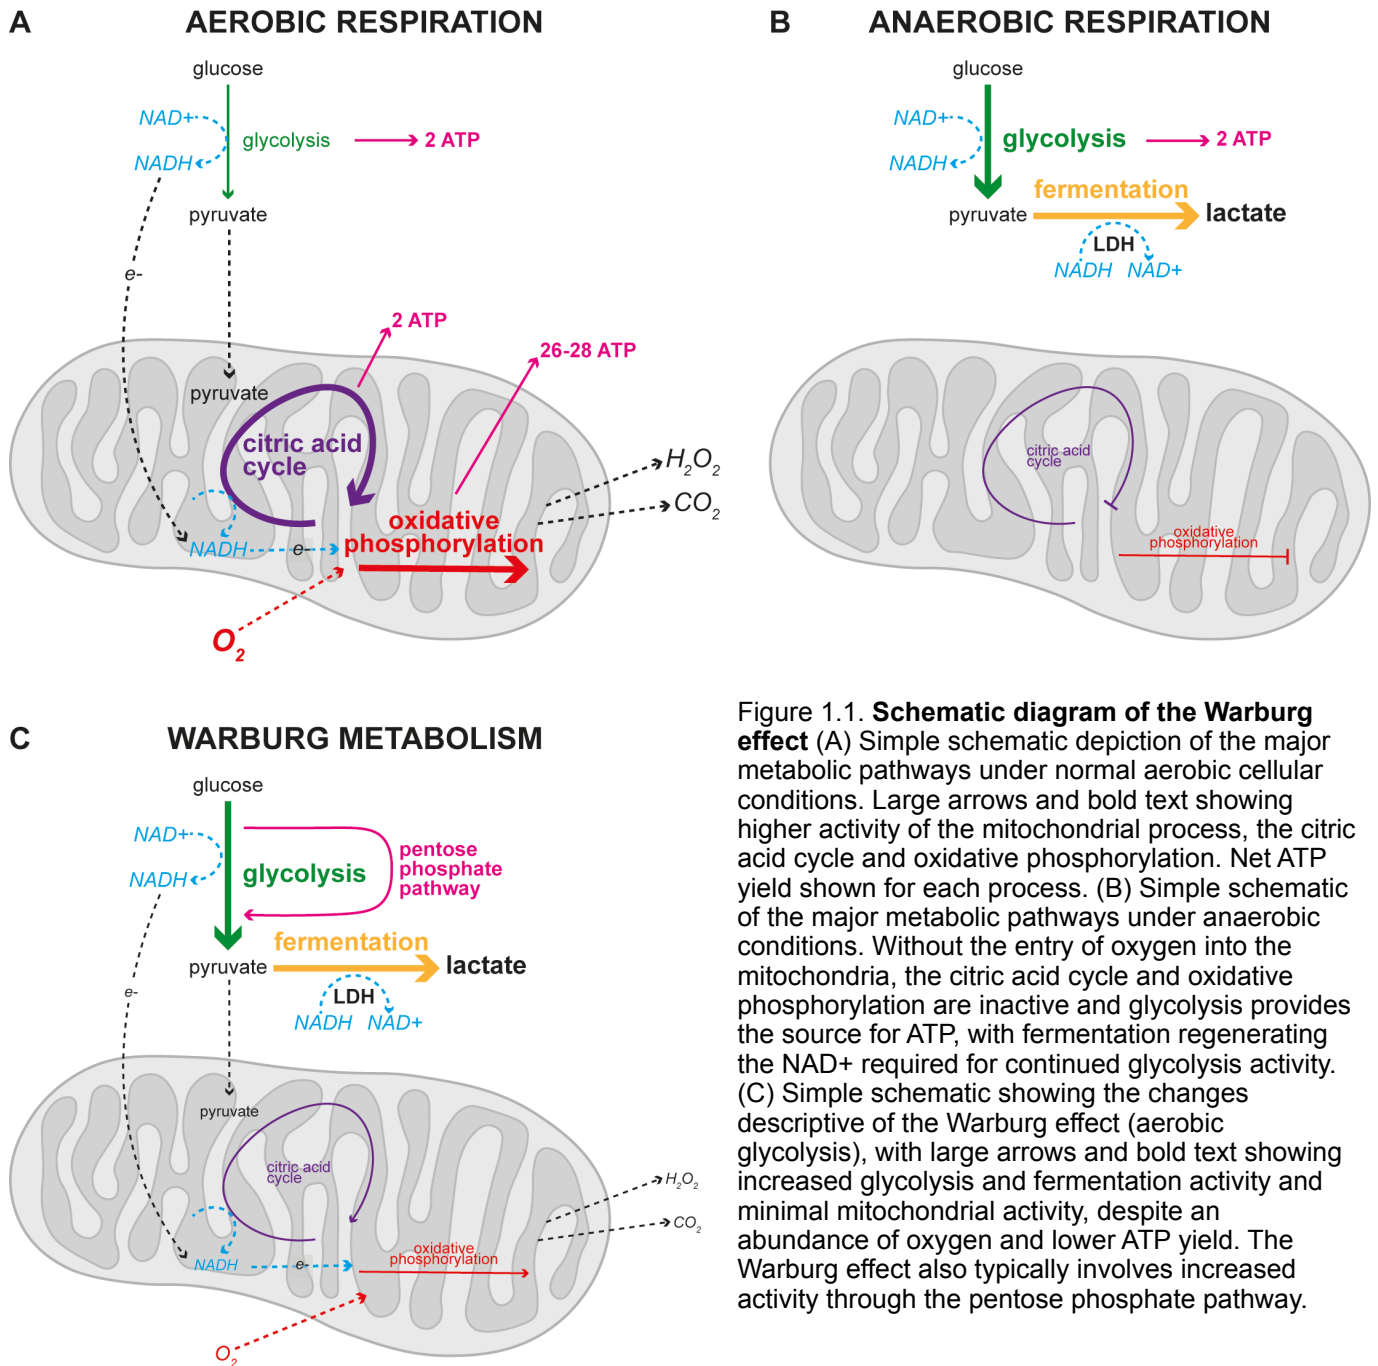 A
AEROBIC RESPIRATION
glucose
NAD+
glycolysis
2 ATP
NADH
pyruvate
e-
2 ATP
26-28 ATP
pyruvate
citric acid
cycle
H2O2
CO2
oxidative
phosphorylation
NADH
e-
O2
B
ANAEROBIC RESPIRATION
glucose
NAD+
glycolysis
2 ATP
NADH
fermentation
pyruvate
lactate
LDH
NADH NAD+
citric acid
cycle
oxidative
phosphorylation
C
WARBURG METABOLISM
glucose
NAD+
pentose
phosphate
pathway
glycolysis
NADH
fermentation
pyruvate
lactate
e-
LDH
NADH NAD+
pyruvate
citric acid
cycle
H2O2
CO2
oxidative
phosphorylation
NADH
e-
O2
Figure 1.1. Schematic diagram of the Warburg
effect (A) Simple schematic depiction of the major
metabolic pathways under normal aerobic cellular
conditions. Large arrows and bold text showing
higher activity of the mitochondrial process, the citric
acid cycle and oxidative phosphorylation. Net ATP
yield shown for each process. (B) Simple schematic
of the major metabolic pathways under anaerobic
conditions. Without the entry of oxygen into the
mitochondria, the citric acid cycle and oxidative
phosphorylation are inactive and glycolysis provides
the source for ATP, with fermentation regenerating
the NAD+ required for continued glycolysis activity.
(C) Simple schematic showing the changes
descriptive of the Warburg effect (aerobic
glycolysis), with large arrows and bold text showing
increased glycolysis and fermentation activity and
minimal mitochondrial activity, despite an
abundance of oxygen and lower ATP yield. The
Warburg effect also typically involves increased
activity through the pentose phosphate pathway.